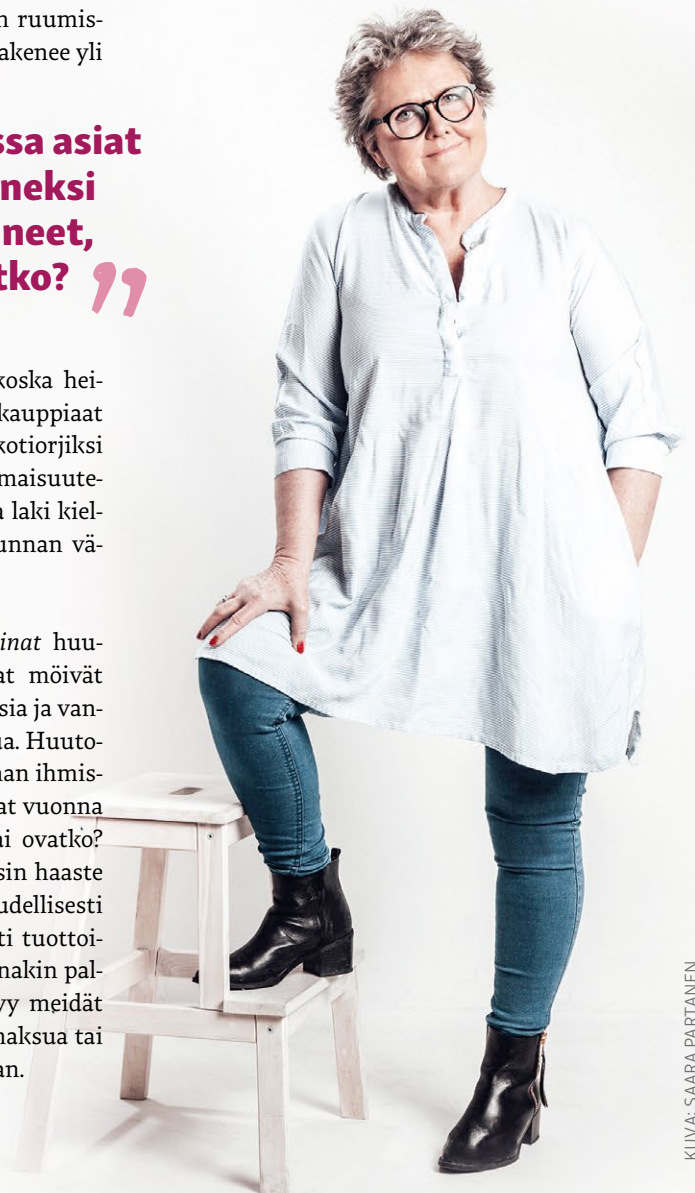 n ruumis-
akenee yli
ssa asiat
neksi
neet,
tko? ”
koska hei-
kauppiaat
kotiorjiksi
maisuute-
a laki kiel-
unnan vä-
inat huu-
at möivät
sia ja van-
ua. Huuto-
nan ihmis-
at vuonna
ai ovatko?
sin haaste
udellisesti
ti tuottoi-
nakin pal-
yy meidät
maksua tai
an.
KUVA: SAARA PARTANEN